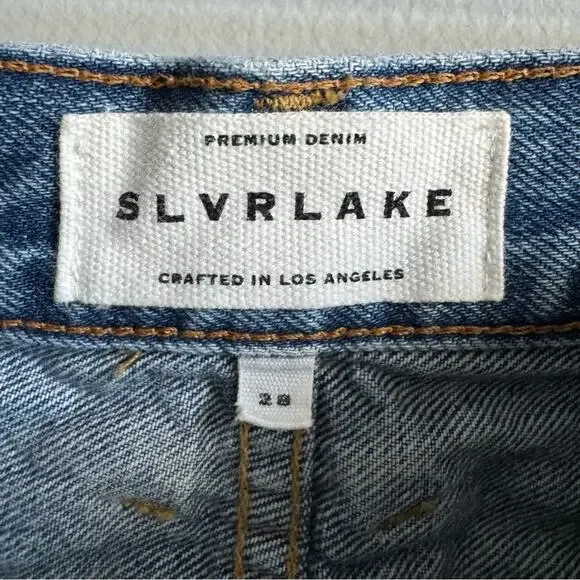 PREMIUM DENIM
SLVRLAKE
CRAFTED IN LOS ANGELES
28